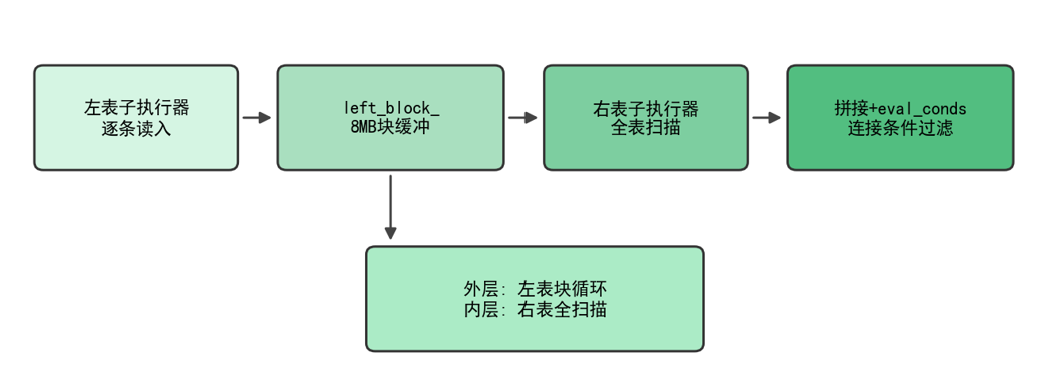 左表子执行器
逐条读入
left_block_
8MB块缓冲
右表子执行器
全表扫描
拼接+eval_conds
连接条件过滤
外层: 左表块循环
内层: 右表全扫描